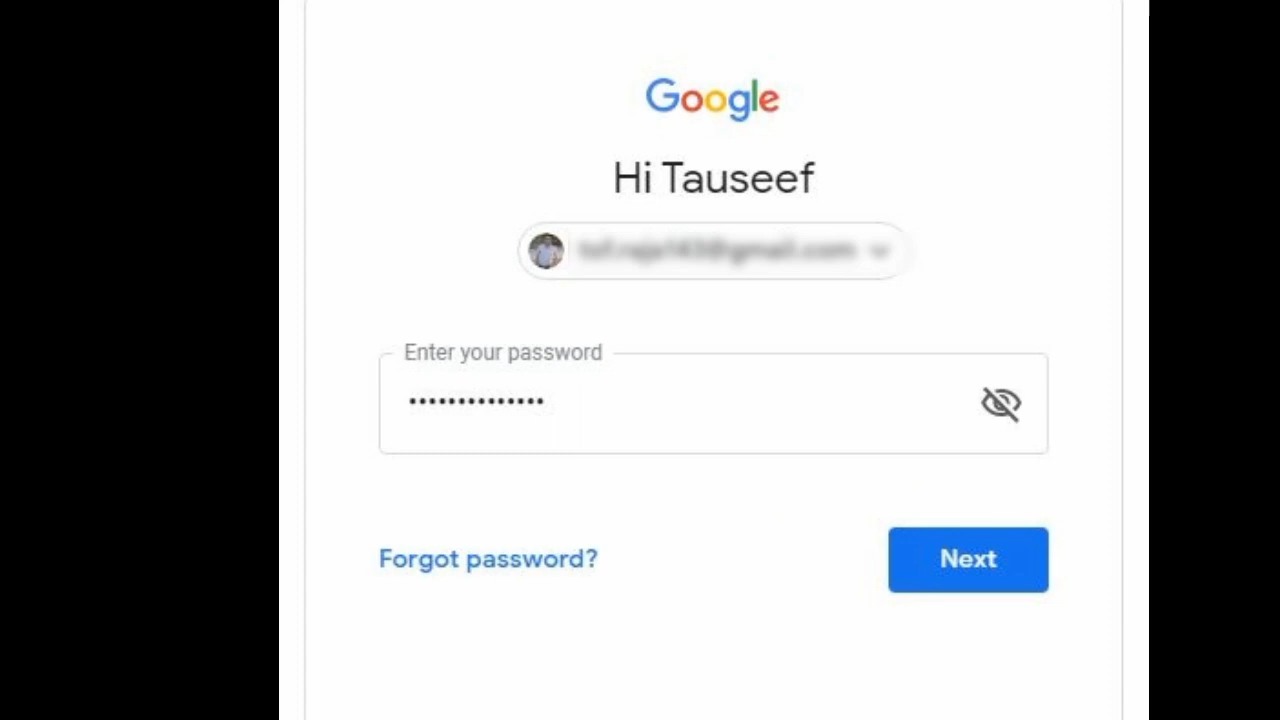 Google
Hi Tauseef
Enter your password
••••••••••••••
Forgot password?
Next